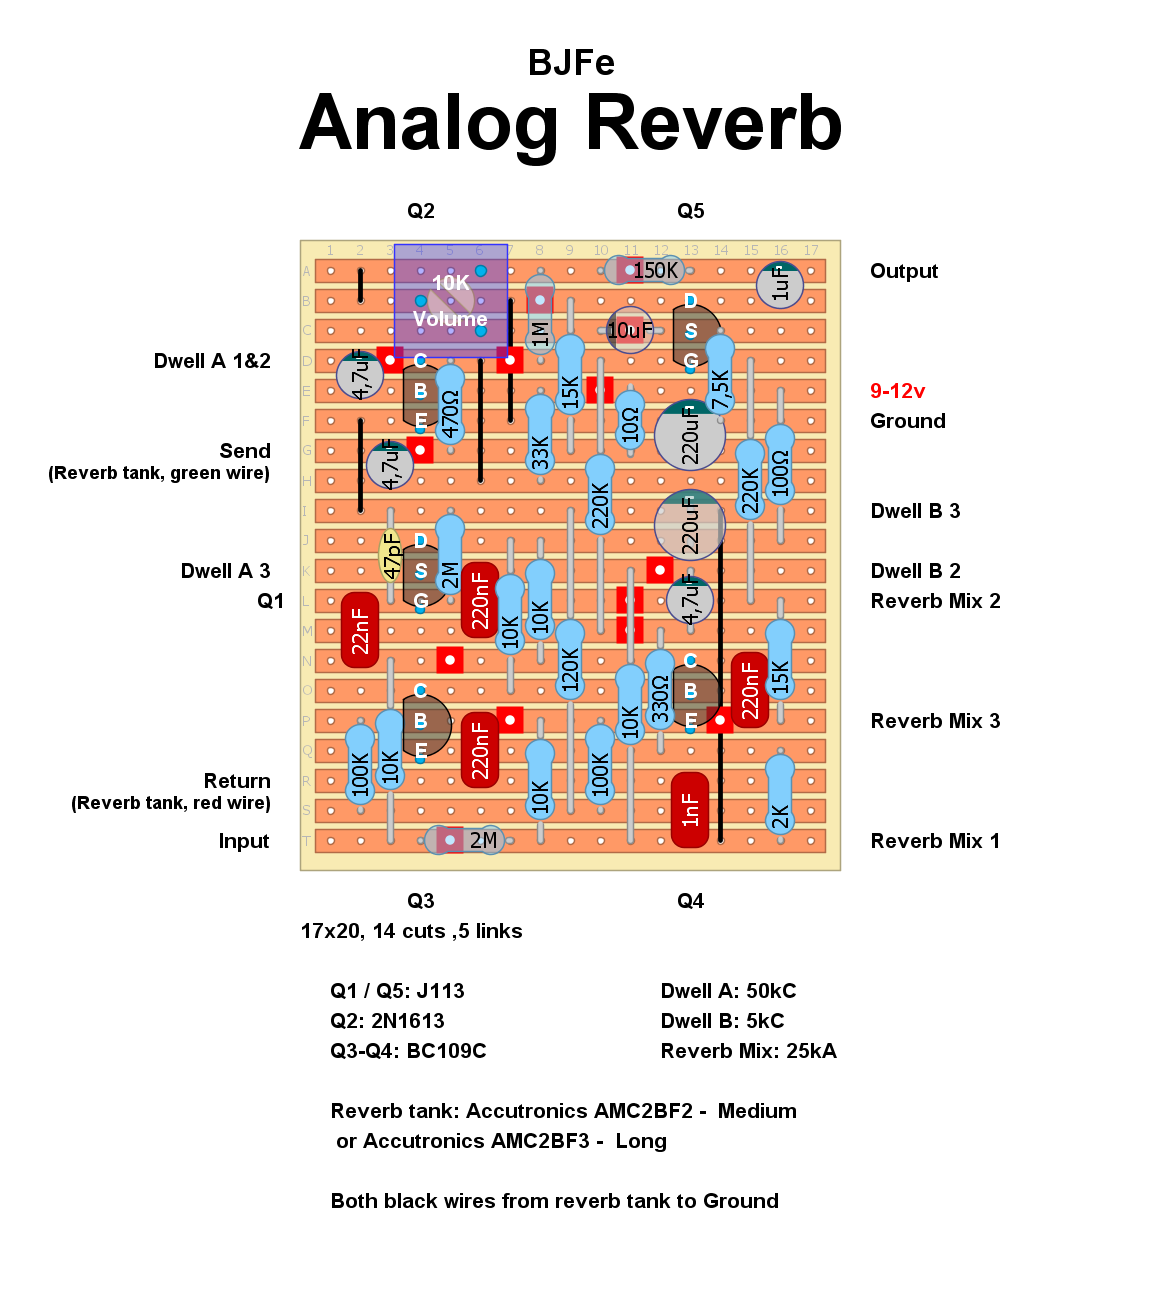 BJFe
Analog Reverb
Q2 Q5
1 2 3 4 5 6 7 8 9 10 11 12 13 14 15 16 17
A 150K Output
10K 1uF
B D
Volume 1M 10uF S
C
Dwell A 1&2 D 4,7uF C G
E B 470Ω 15K 10Ω 7,5K 9-12v
F E 33K 220uF Ground
Send G 4,7uF 220K 100Ω
(Reverb tank, green wire) H 220K
I 220uF Dwell B 3
J 47pF D
Dwell A 3 K S 2M 220nF 10K 10K 4,7uF Dwell B 2
Q1 L G Reverb Mix 2
M 22nF
N 120K 330Ω C 220nF 15K
O C 10K B
P B E Reverb Mix 3
Q 100K 10K E 220nF 10K 100K
Return R
(Reverb tank, red wire) S 1nF 2K
Input T 2M Reverb Mix 1
Q3 Q4
17x20, 14 cuts ,5 links
Q1 / Q5: J113 Dwell A: 50kC
Q2: 2N1613 Dwell B: 5kC
Q3-Q4: BC109C Reverb Mix: 25kA
Reverb tank: Accutronics AMC2BF2 - Medium
or Accutronics AMC2BF3 - Long
Both black wires from reverb tank to Ground